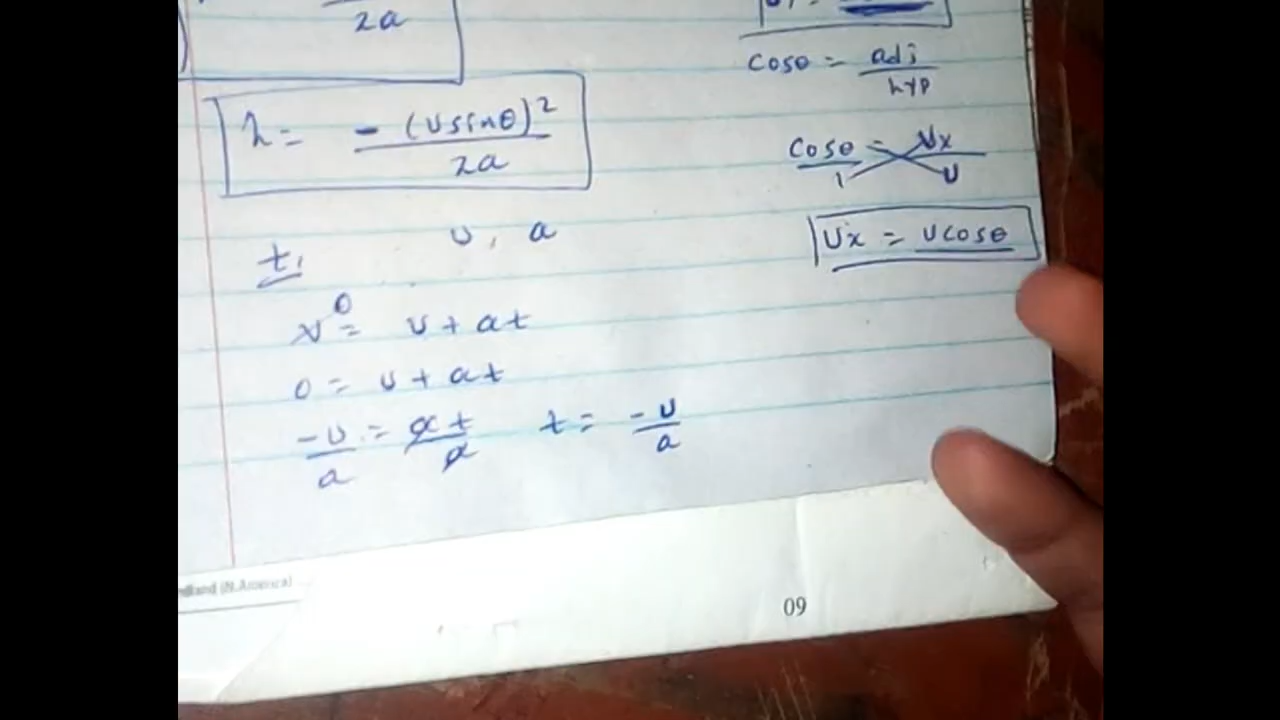 2a
h = -(usinθ)²/2a
t₁
u, a
v⁰ = u + at
0 = u + at
-u/a = at/a t = -u/a
Cosθ = adj/hyp
Cosθ/1 = Ux/U
Ux = ucosθ
(N.America)
09